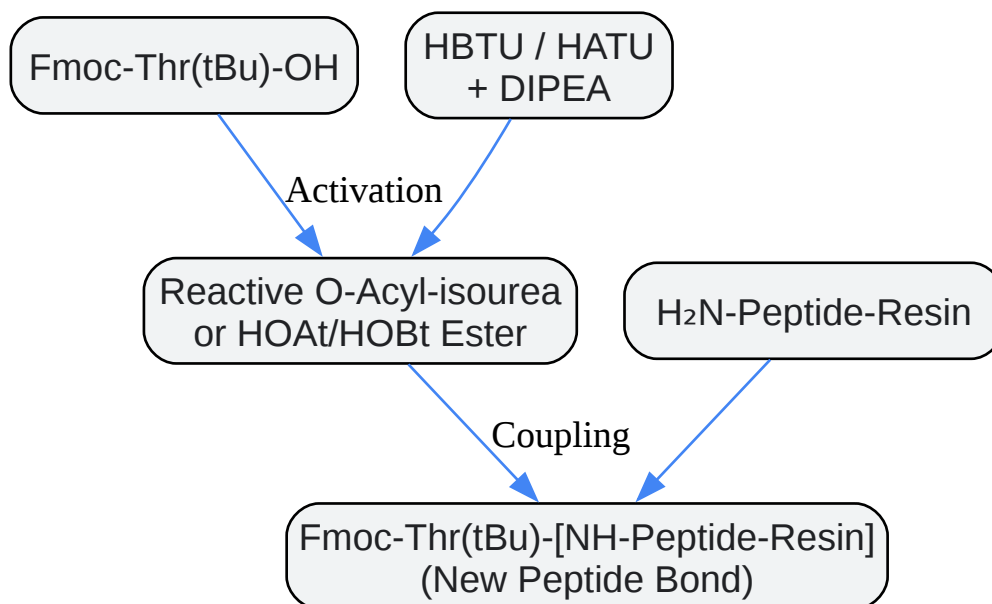 Fmoc-Thr(tBu)-OH
HBTU / HATU
+ DIPEA
Activation
Reactive O-Acyl-isourea
or HOAt/HOBt Ester
H₂N-Peptide-Resin
Coupling
Fmoc-Thr(tBu)-[NH-Peptide-Resin]
(New Peptide Bond)